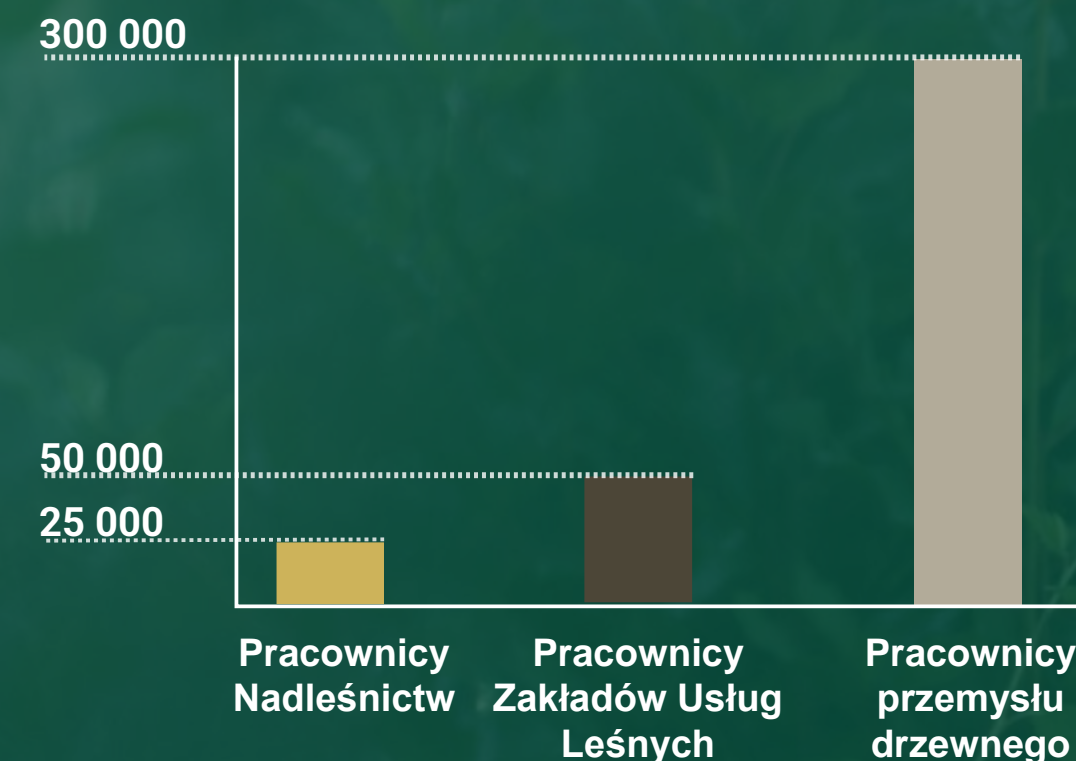 300 000
50 000
25 000
Pracownicy
Nadleśnictw
Pracownicy
Zakładów Usług
Leśnych
Pracownicy
przemysłu
drzewnego